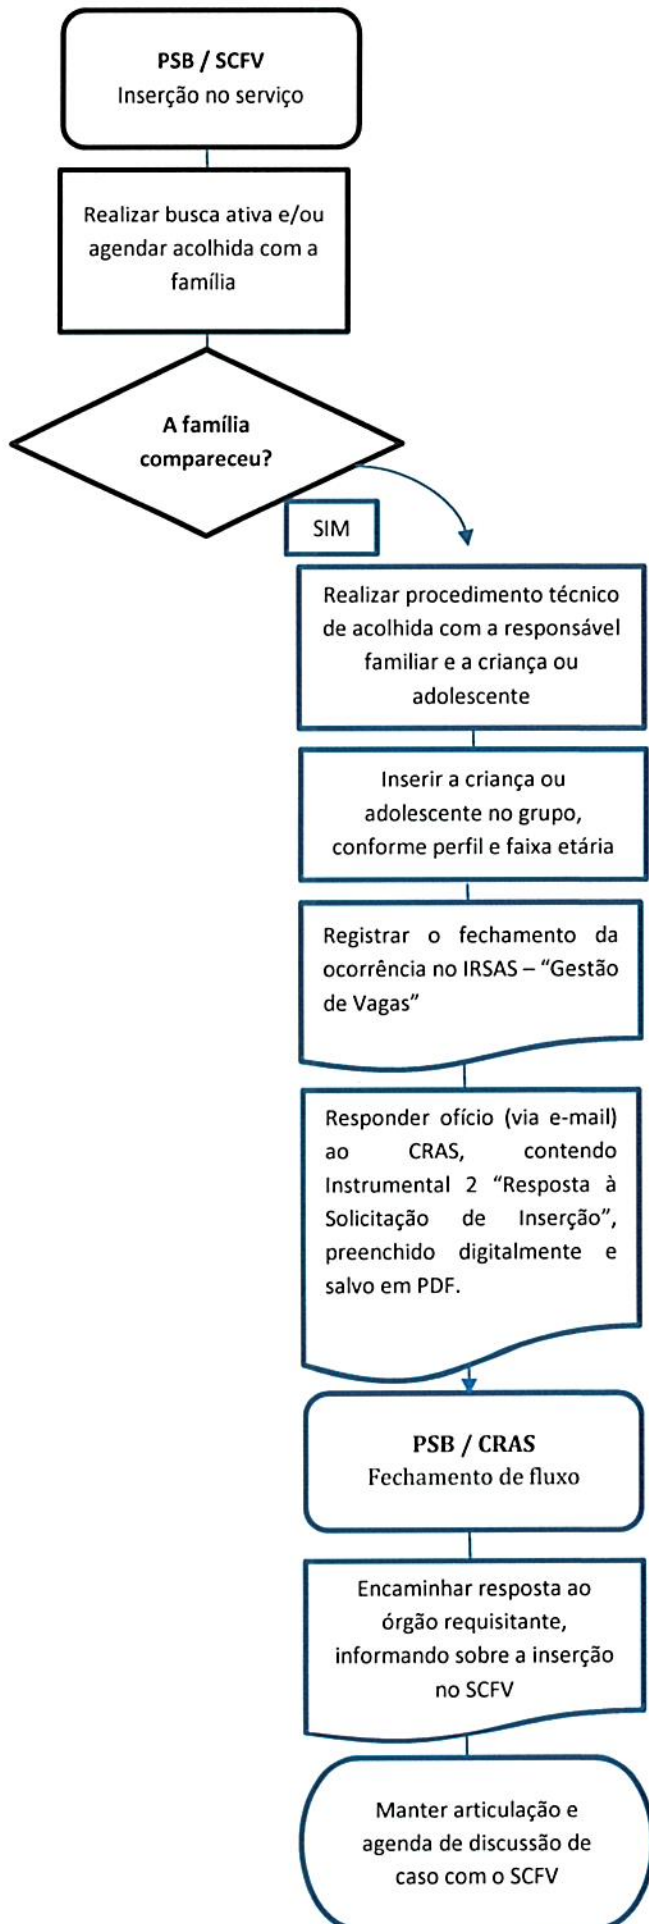 PSB / SCFV
Inserção no serviço
Realizar busca ativa e/ou
agendar acolhida com a
família
A família
compareceu?
SIM
Realizar procedimento técnico
de acolhida com a responsável
familiar e a criança ou
adolescente
Inserir a criança ou
adolescente no grupo,
conforme perfil e faixa etária
Registrar o fechamento da
ocorrência no IRSAS – “Gestão
de Vagas”
Responder ofício (via e-mail)
ao CRAS, contendo
Instrumental 2 “Resposta à
Solicitação de Inserção”,
preenchido digitalmente e
salvo em PDF.
PSB / CRAS
Fechamento de fluxo
Encaminhar resposta ao
órgão requisitante,
informando sobre a inserção
no SCFV
Manter articulação e
agenda de discussão de
caso com o SCFV